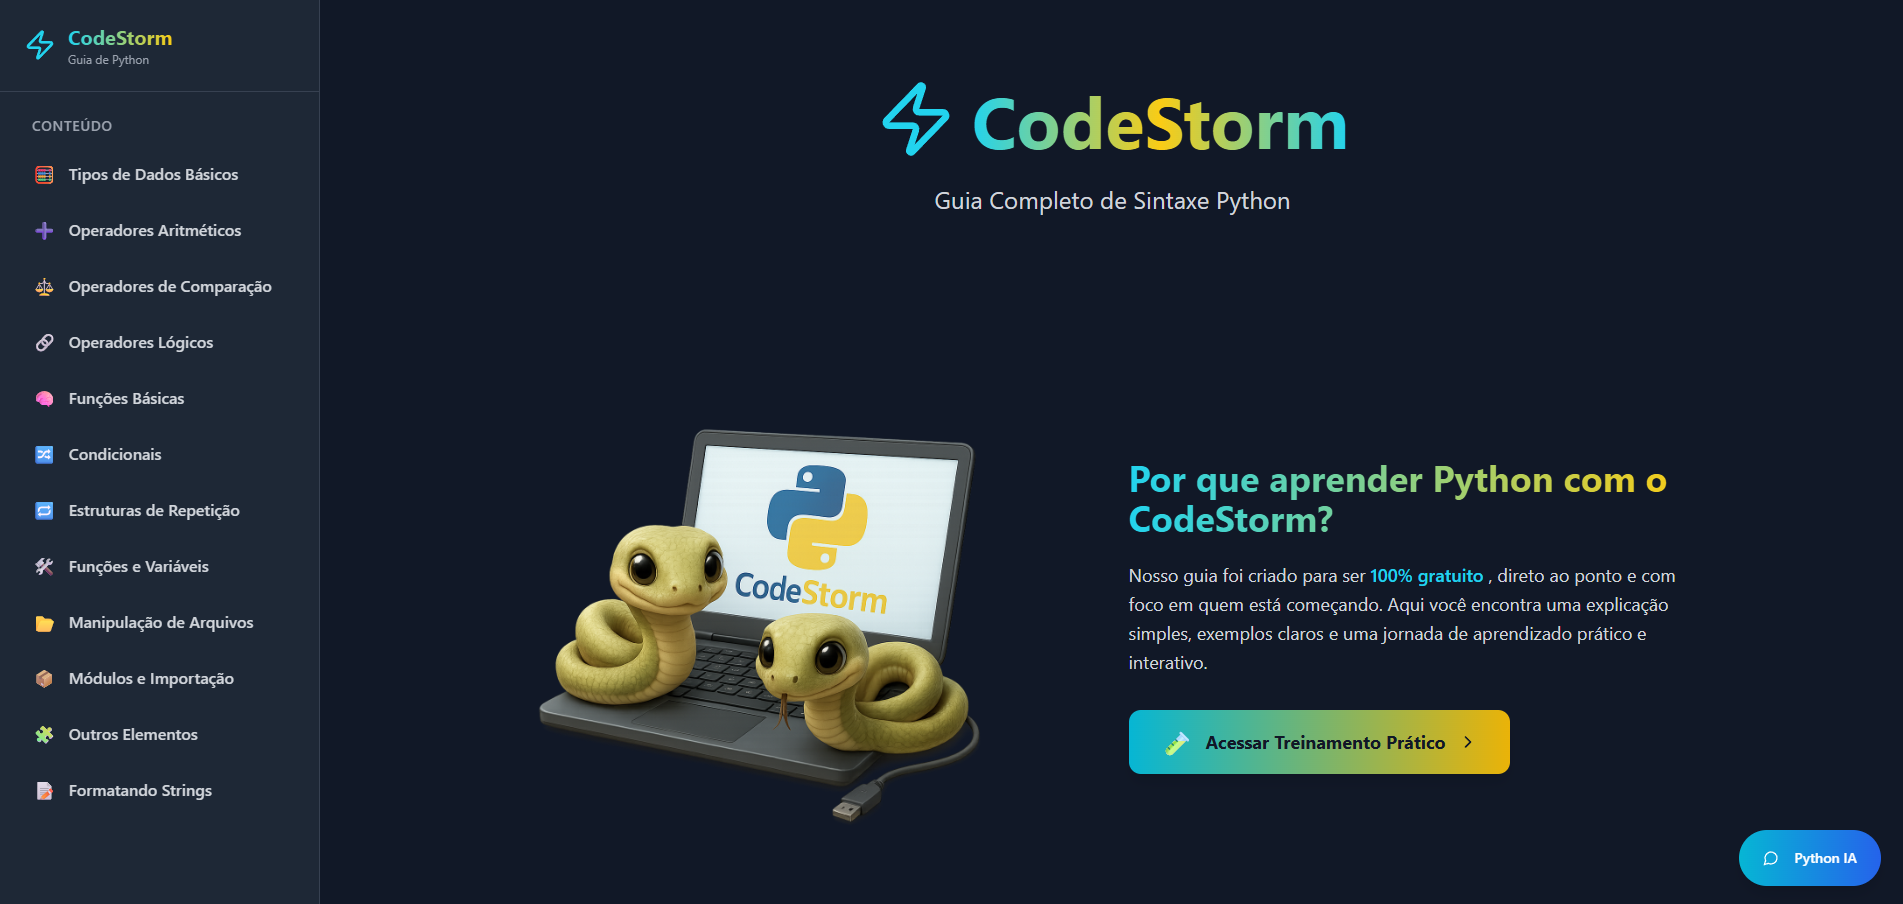 CodeStorm
Guia de Python
CONTEÚDO
Tipos de Dados Básicos
Operadores Aritméticos
Operadores de Comparação
Operadores Lógicos
Funções Básicas
Condicionais
Estruturas de Repetição
Funções e Variáveis
Manipulação de Arquivos
Módulos e Importação
Outros Elementos
Formatando Strings
CodeStorm
Guia Completo de Sintaxe Python
CodeStorm
Por que aprender Python com o
CodeStorm?
Nosso guia foi criado para ser 100% gratuito , direto ao ponto e com
foco em quem está começando. Aqui você encontra uma explicação
simples, exemplos claros e uma jornada de aprendizado prático e
interativo.
Acessar Treinamento Prático
Python IA